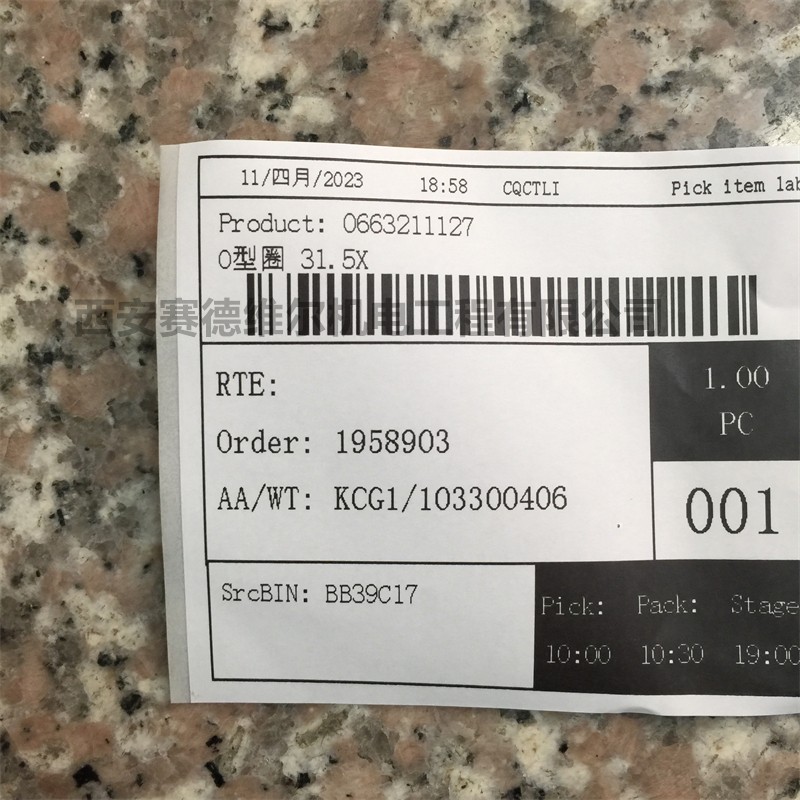 11/四月/2023 18:58 CQCTLI Pick item lab
Product: 0663211127
O型圈 31.5X
西安赛德维尔机电工程有限公司
RTE:
1.00
PC
Order: 1958903
AA/WT: KCG1/103300406
001
SrcBIN: BB39C17
Pick: Pack: Stage
10:00 10:30 19:00